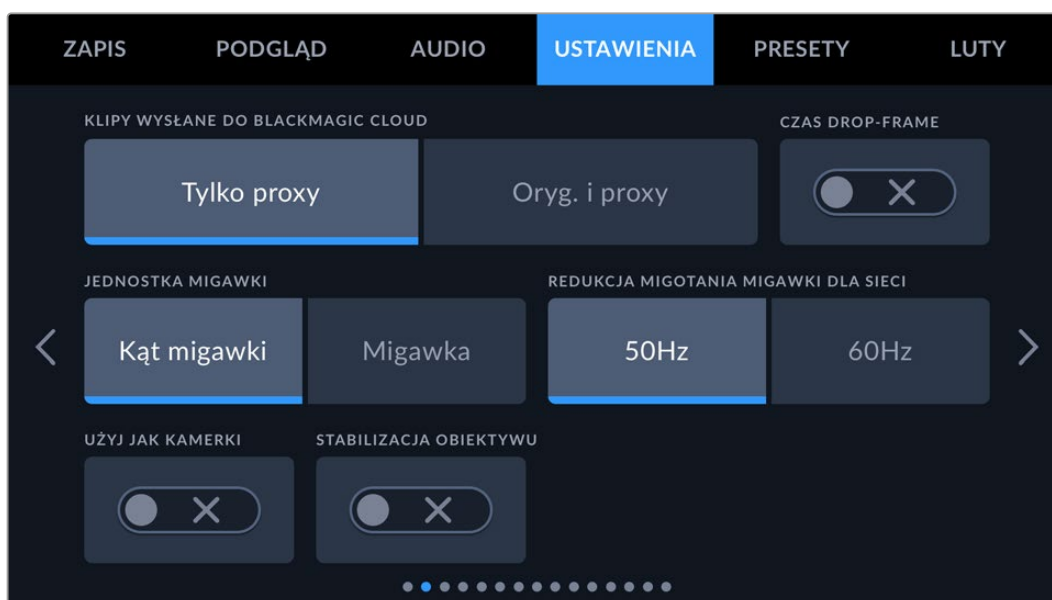 ZAPIS PODGLĄD AUDIO USTAWIENIA PRESETY LUTY
KLIPY WYSŁANE DO BLACKMAGIC CLOUD CZAS DROP-FRAME
Tylko proxy Oryg. i proxy
JEDNOSTKA MIGAWKI REDUKCJA MIGOTANIA MIGAWKI DLA SIECI
Kąt migawki Migawka 50Hz 60Hz
UŻYJ JAK KAMERKI STABILIZACJA OBIEKTYWU